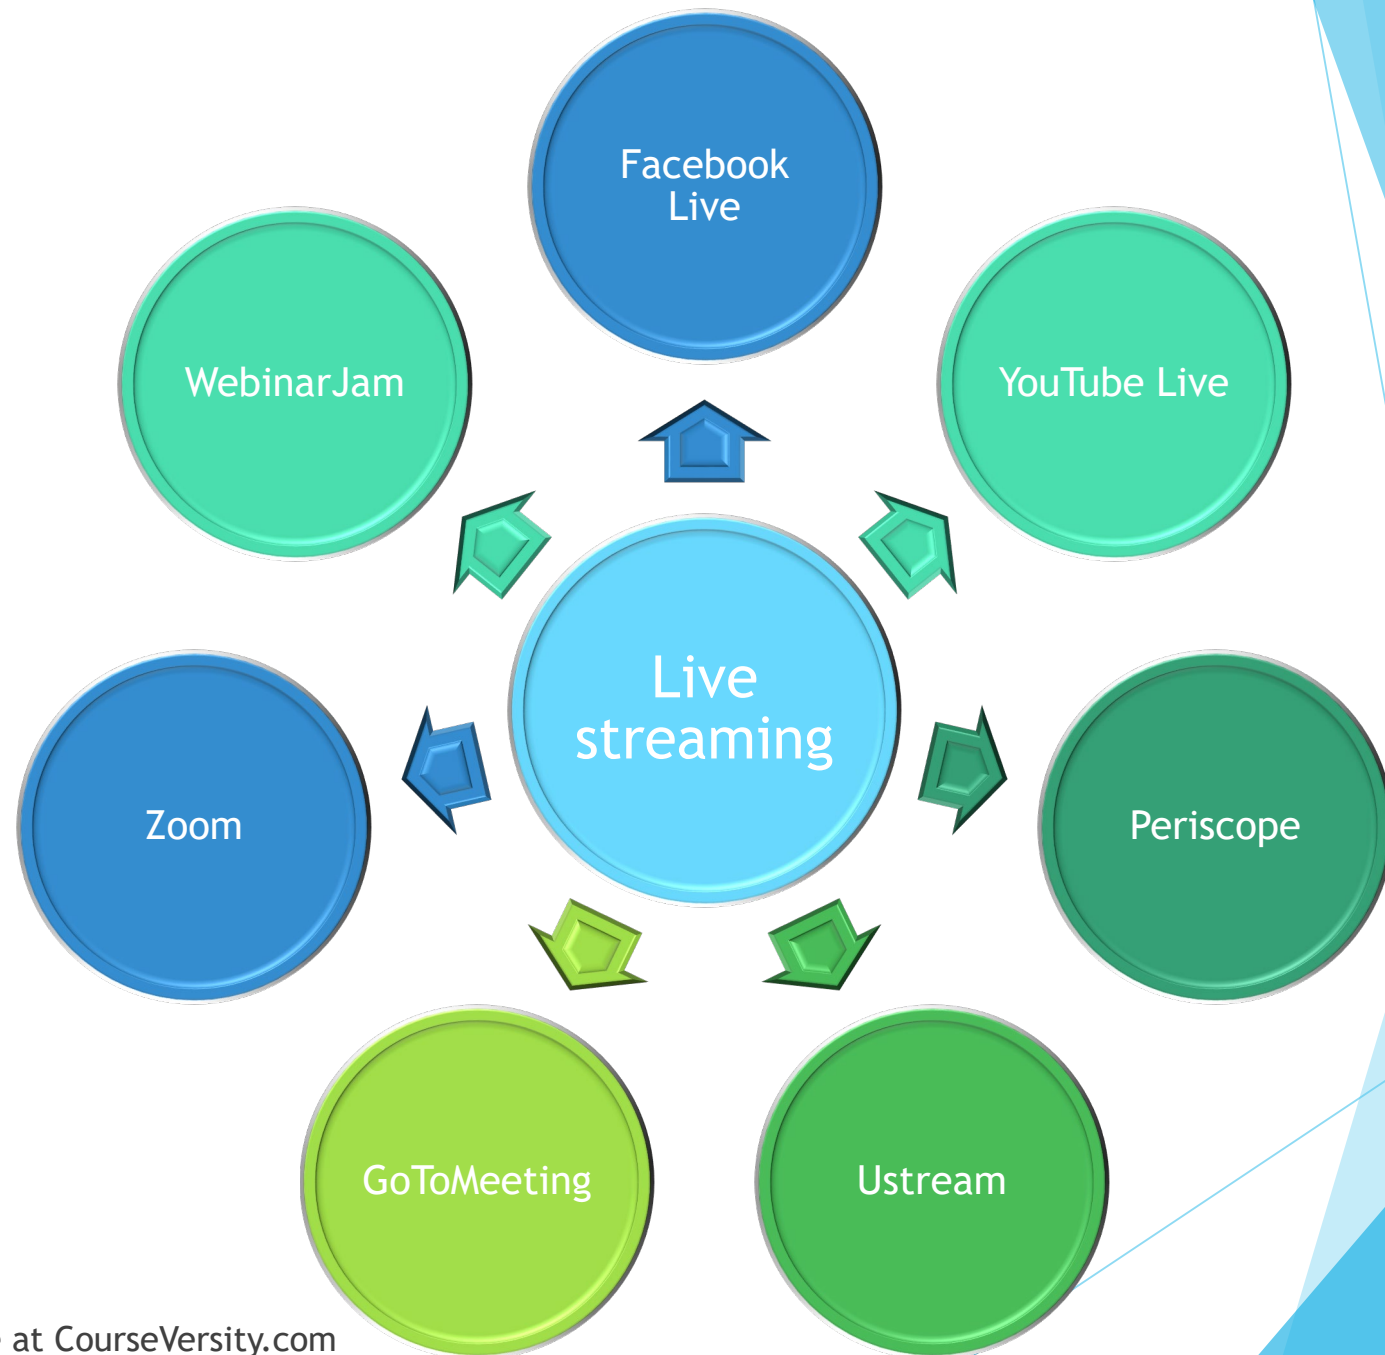 Facebook
Live
YouTube Live
Periscope
Ustream
GoToMeeting
Zoom
WebinarJam
Live
streaming
at CourseVersity.com